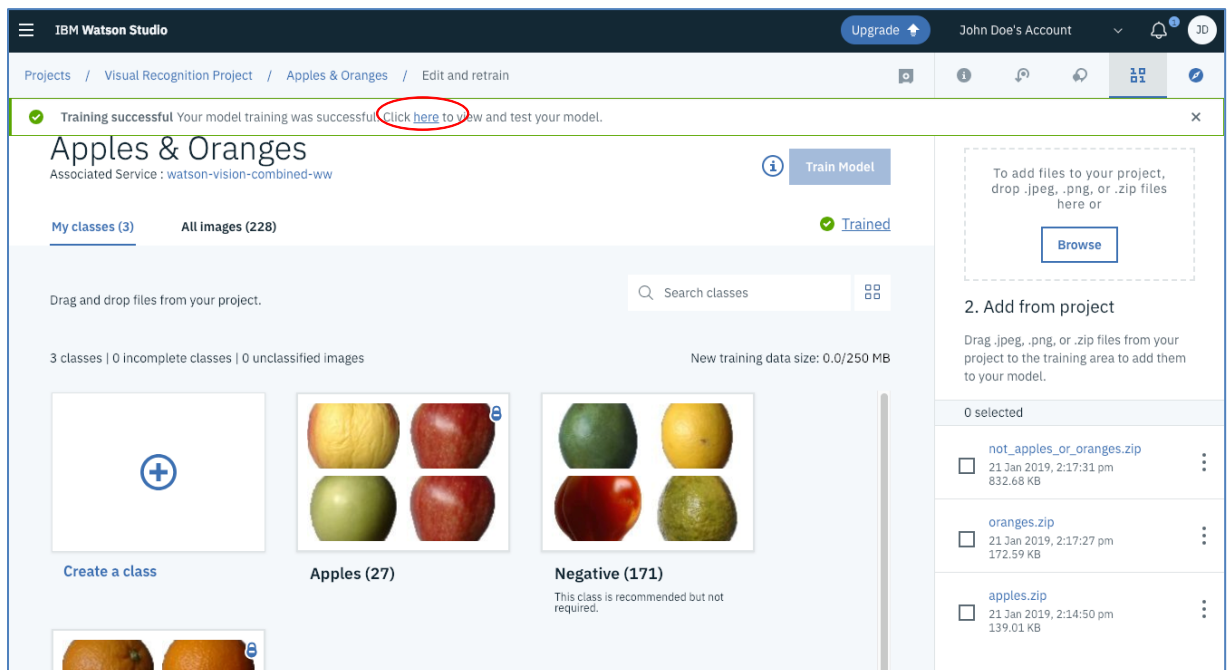 IBM Watson Studio
Upgrade
John Doe's Account
1
JD
Projects / Visual Recognition Project / Apples & Oranges / Edit and retrain
Training successful Your model training was successful. Click here to view and test your model.
Apples & Oranges
Associated Service : watson-vision-combined-ww
Train Model
My classes (3)
All images (228)
Trained
Drag and drop files from your project.
Search classes
3 classes | 0 incomplete classes | 0 unclassified images
New training data size: 0.0/250 MB
Create a class
Apples (27)
Negative (171)
This class is recommended but not
required.
To add files to your project,
drop .jpeg, .png, or .zip files
here or
Browse
2. Add from project
Drag .jpeg, .png, or .zip files from your
project to the training area to add them
to your model.
0 selected
not_apples_or_oranges.zip
21 Jan 2019, 2:17:31 pm
832.68 KB
oranges.zip
21 Jan 2019, 2:17:27 pm
172.59 KB
apples.zip
21 Jan 2019, 2:14:50 pm
139.01 KB